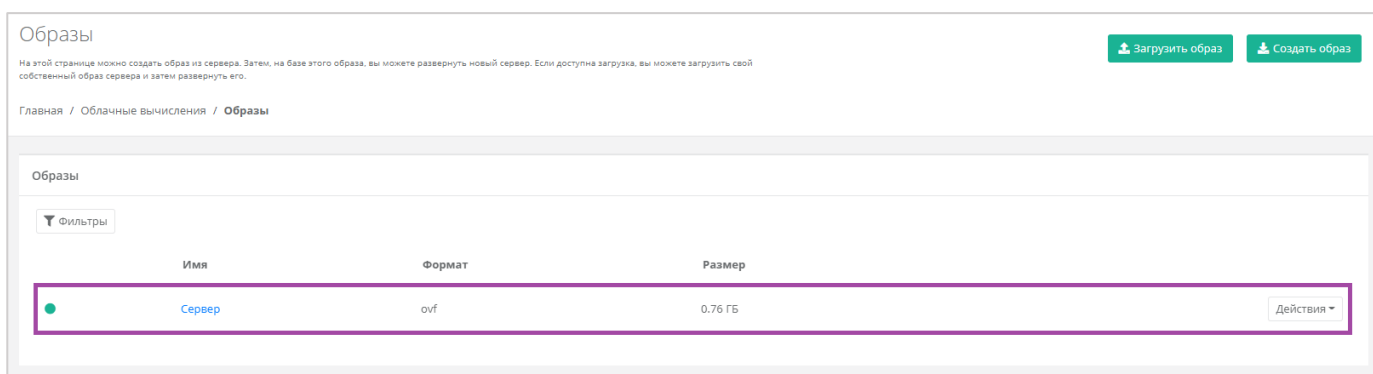 Образы
Загрузить образ
Создать образ
На этой странице можно создать образ из сервера. Затем, на базе этого образа, вы можете развернуть новый сервер. Если доступна загрузка, вы можете загрузить свой
собственный образ сервера и затем развернуть его.
Главная / Облачные вычисления / Образы
Образы
Фильтры
Имя Формат Размер
Сервер ovf 0.76 ГБ Действия